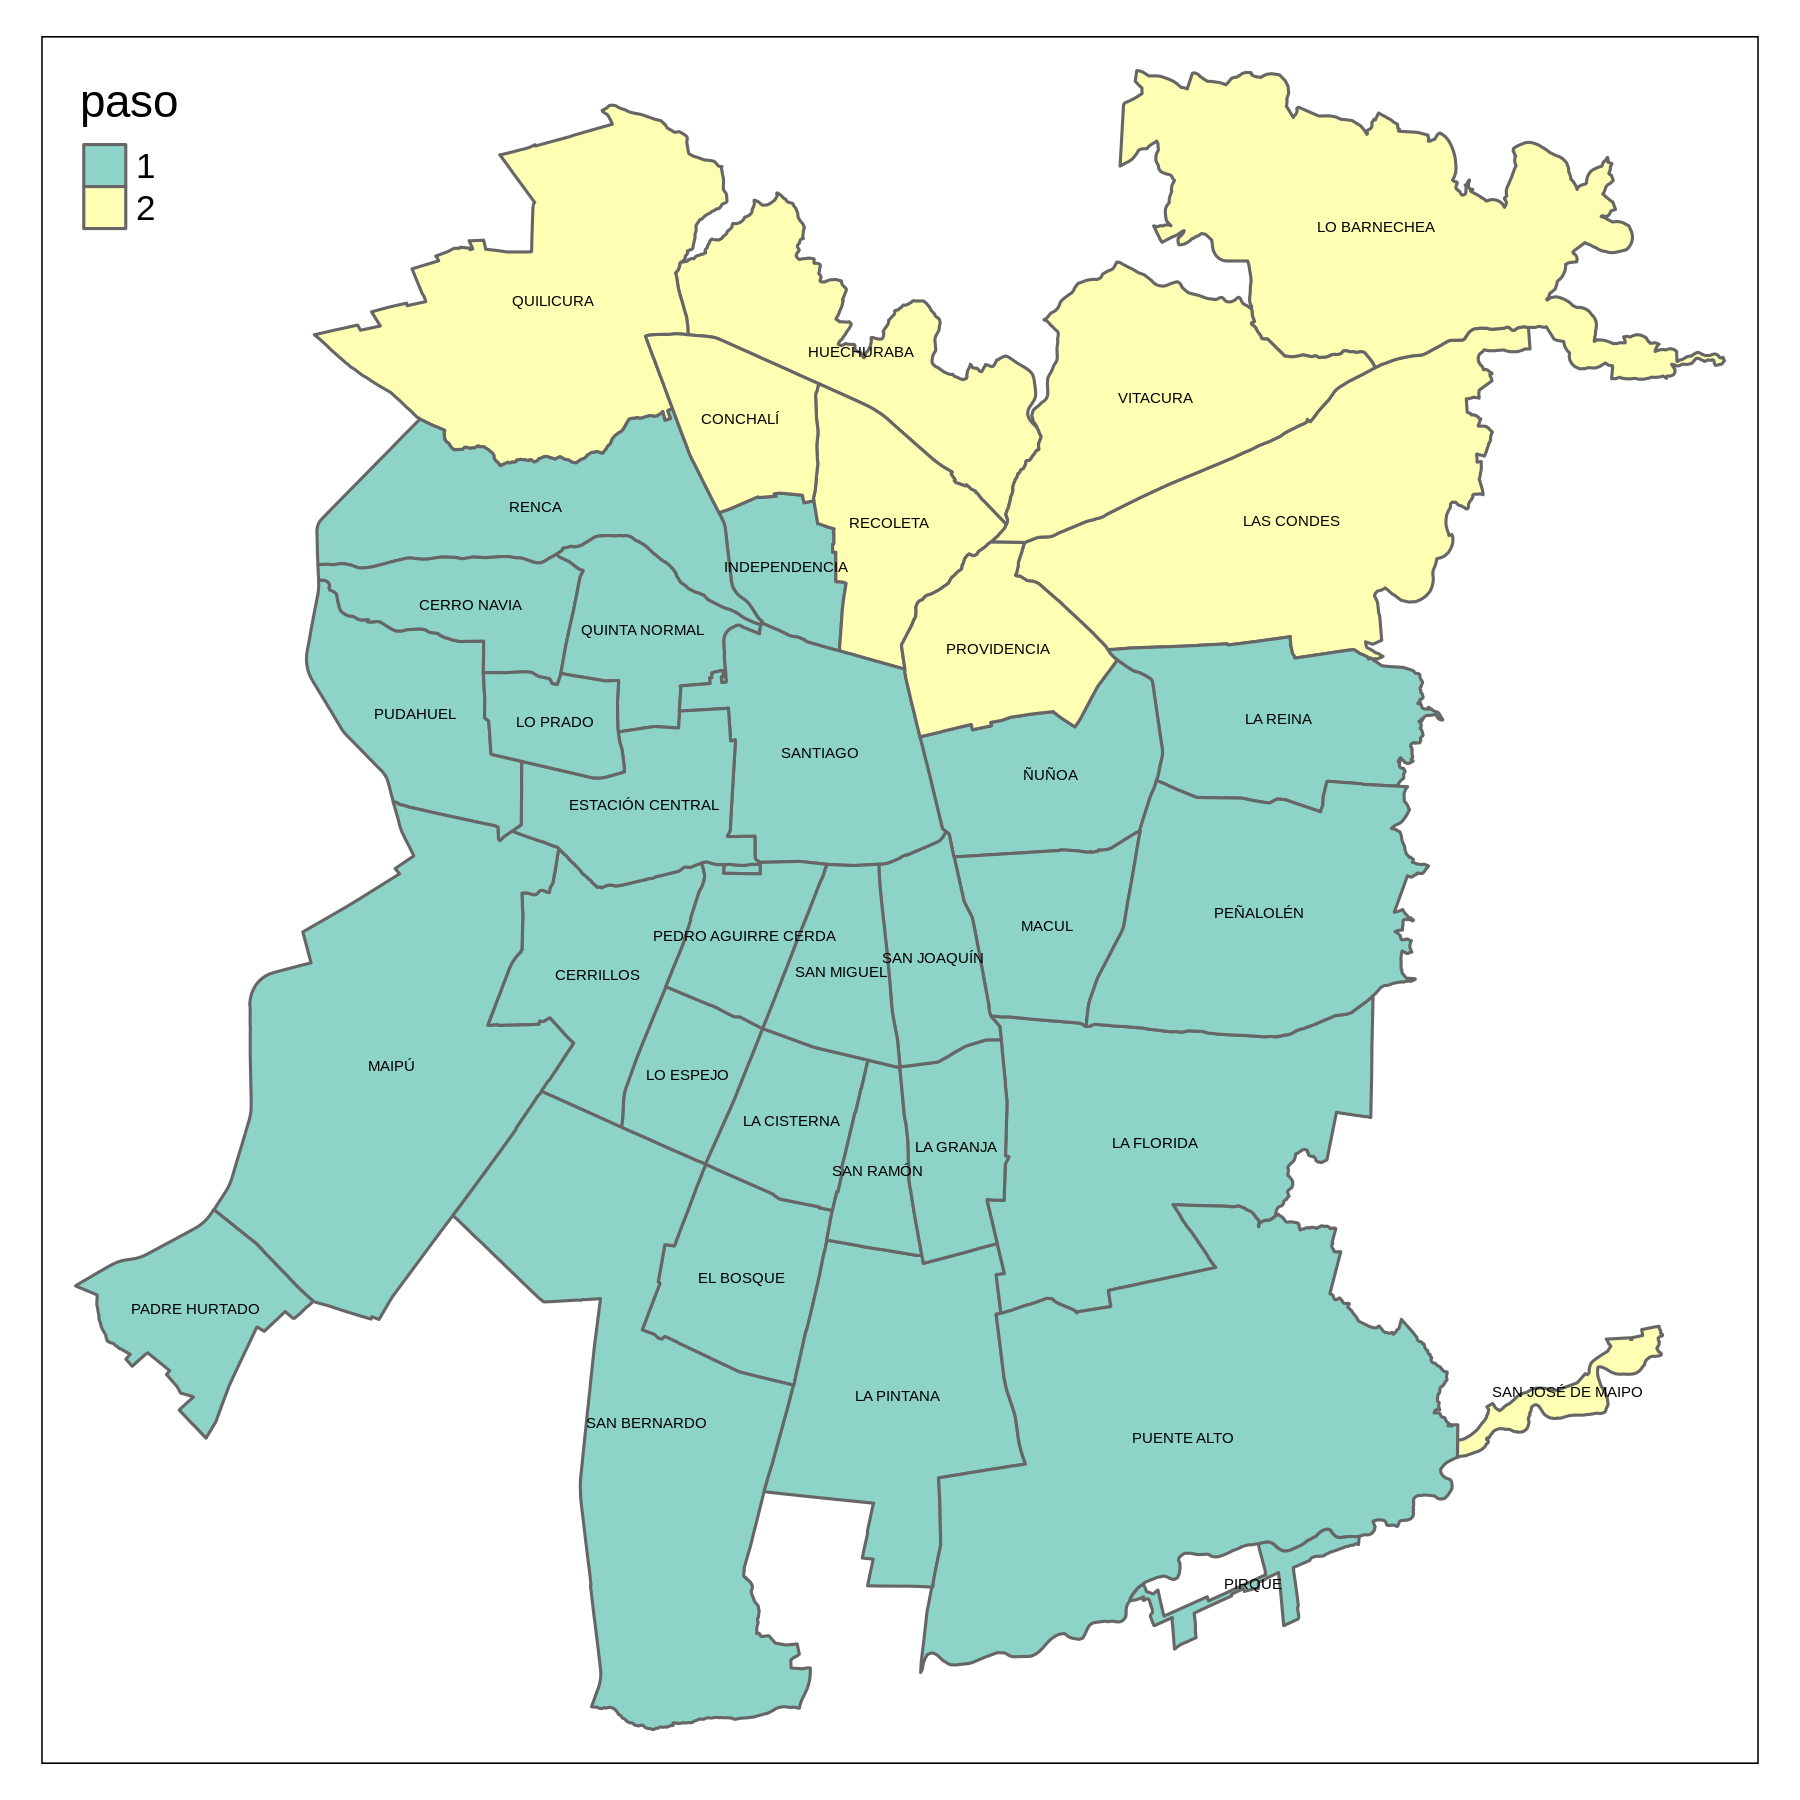 paso
1
2
LO BARNECHEA
QUILICURA
HUECHURABA
VITACURA
CONCHALÍ
RENCA
RECOLETA
LAS CONDES
INDEPENDENCIA
CERRO NAVIA
QUINTA NORMAL
PROVIDENCIA
PUDAHUEL
LO PRADO
LA REINA
SANTIAGO
ÑUÑOA
ESTACIÓN CENTRAL
PEÑALOLÉN
MACUL
PEDRO AGUIRRE CERDA
SAN JOAQUÍN
CERRILLOS
SAN MIGUEL
MAIPÚ
LO ESPEJO
LA CISTERNA
LA GRANJA
LA FLORIDA
SAN RAMÓN
EL BOSQUE
PADRE HURTADO
SAN JOSÉ DE MAIPO
LA PINTANA
SAN BERNARDO
PUENTE ALTO
PIRQUE